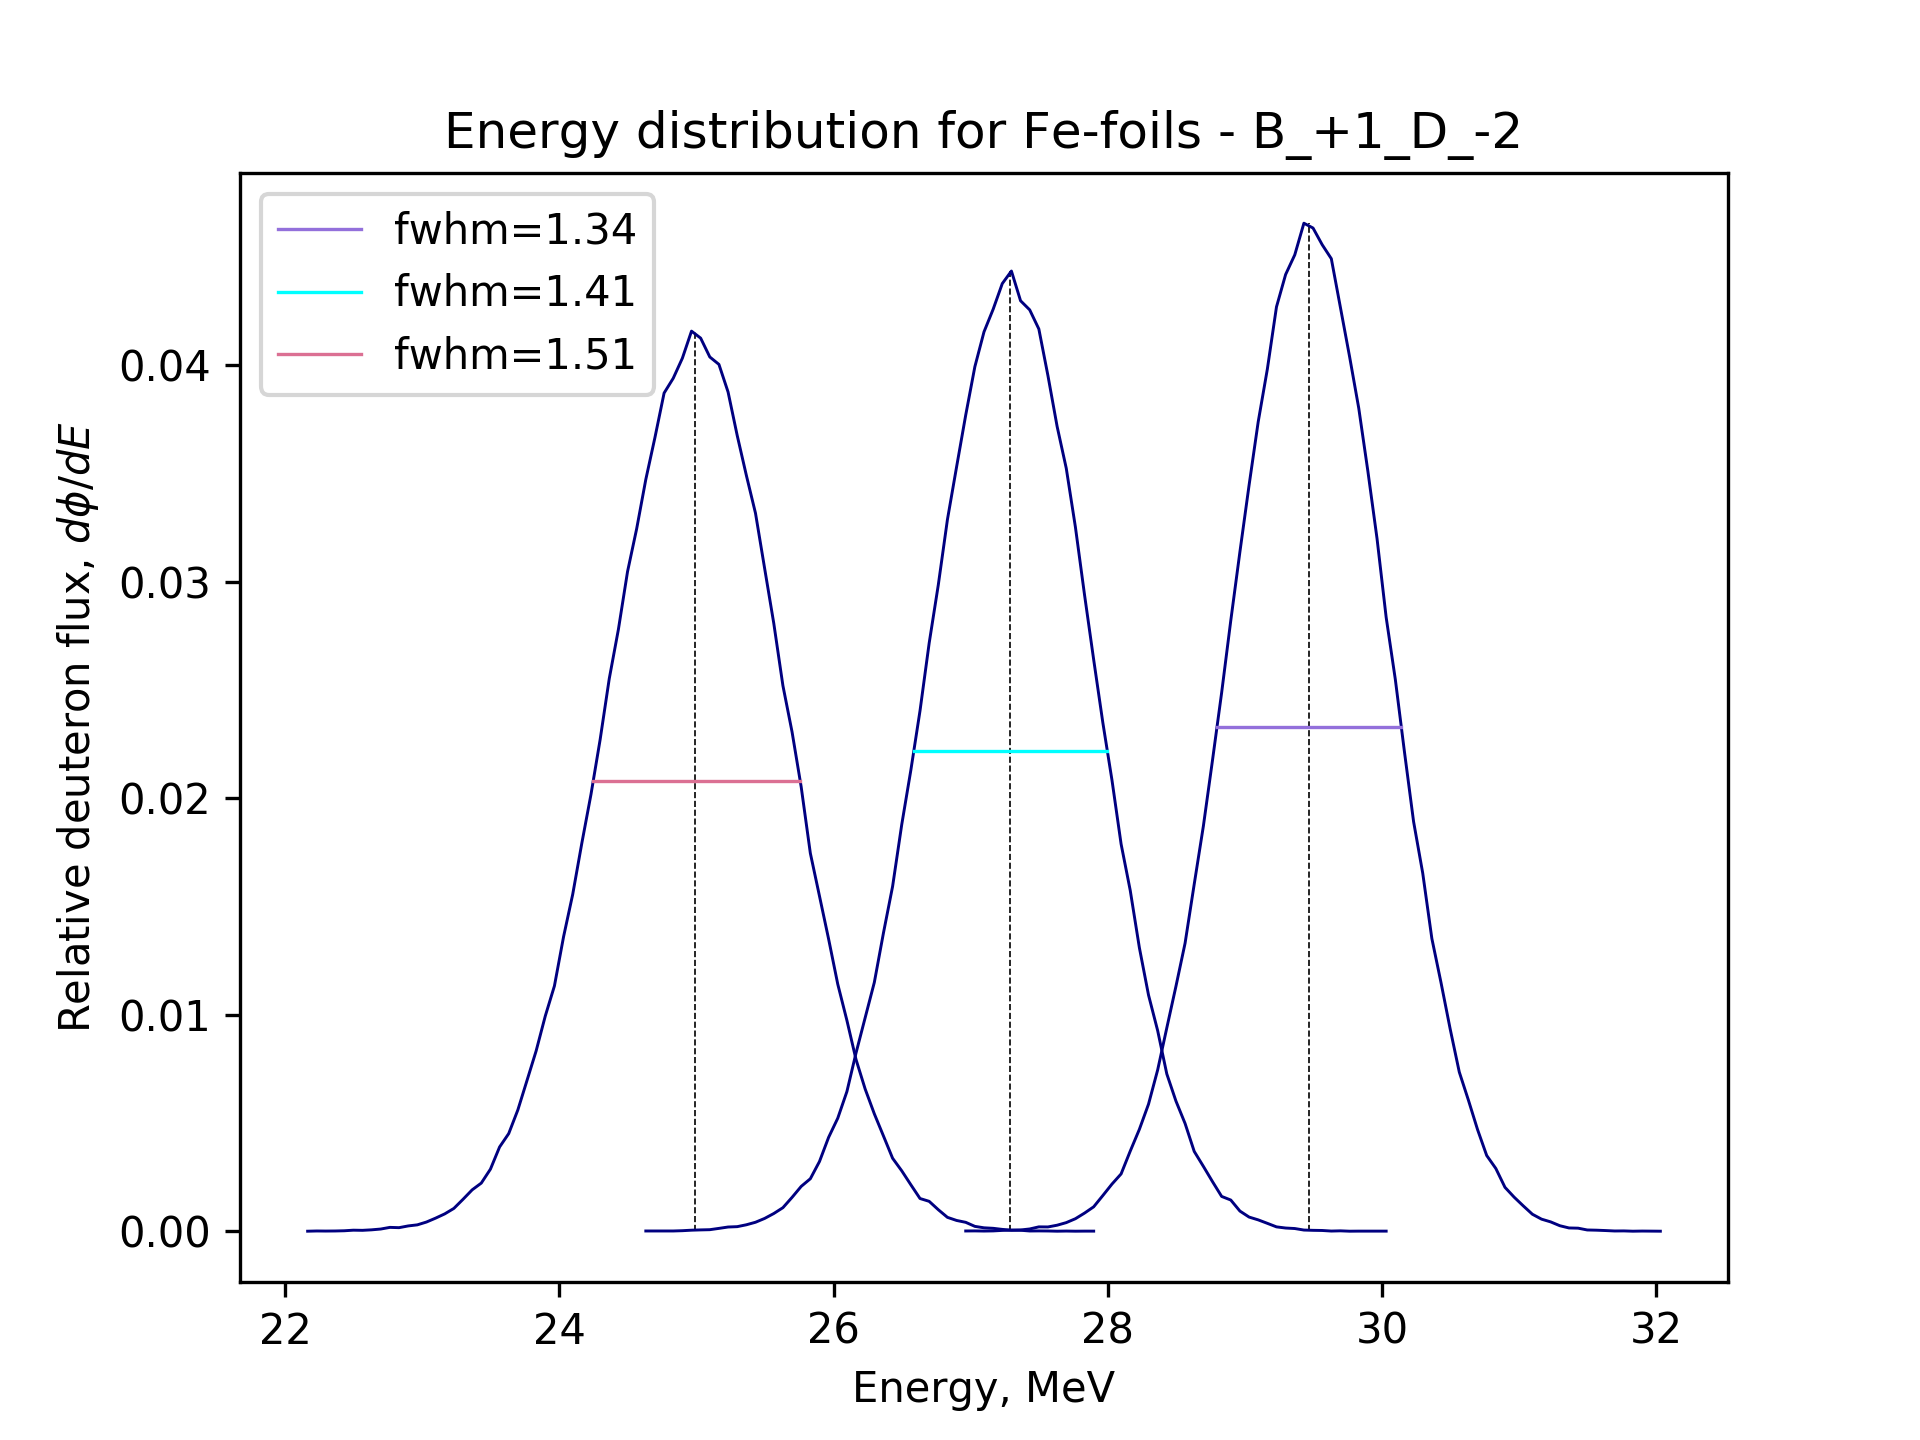 Energy distribution for Fe-foils - B_+1_D_-2
fwhm=1.34
fwhm=1.41
fwhm=1.51
Relative deuteron flux, dϕ/dE
0.04
0.03
0.02
0.01
0.00
22 24 26 28 30 32
Energy, MeV